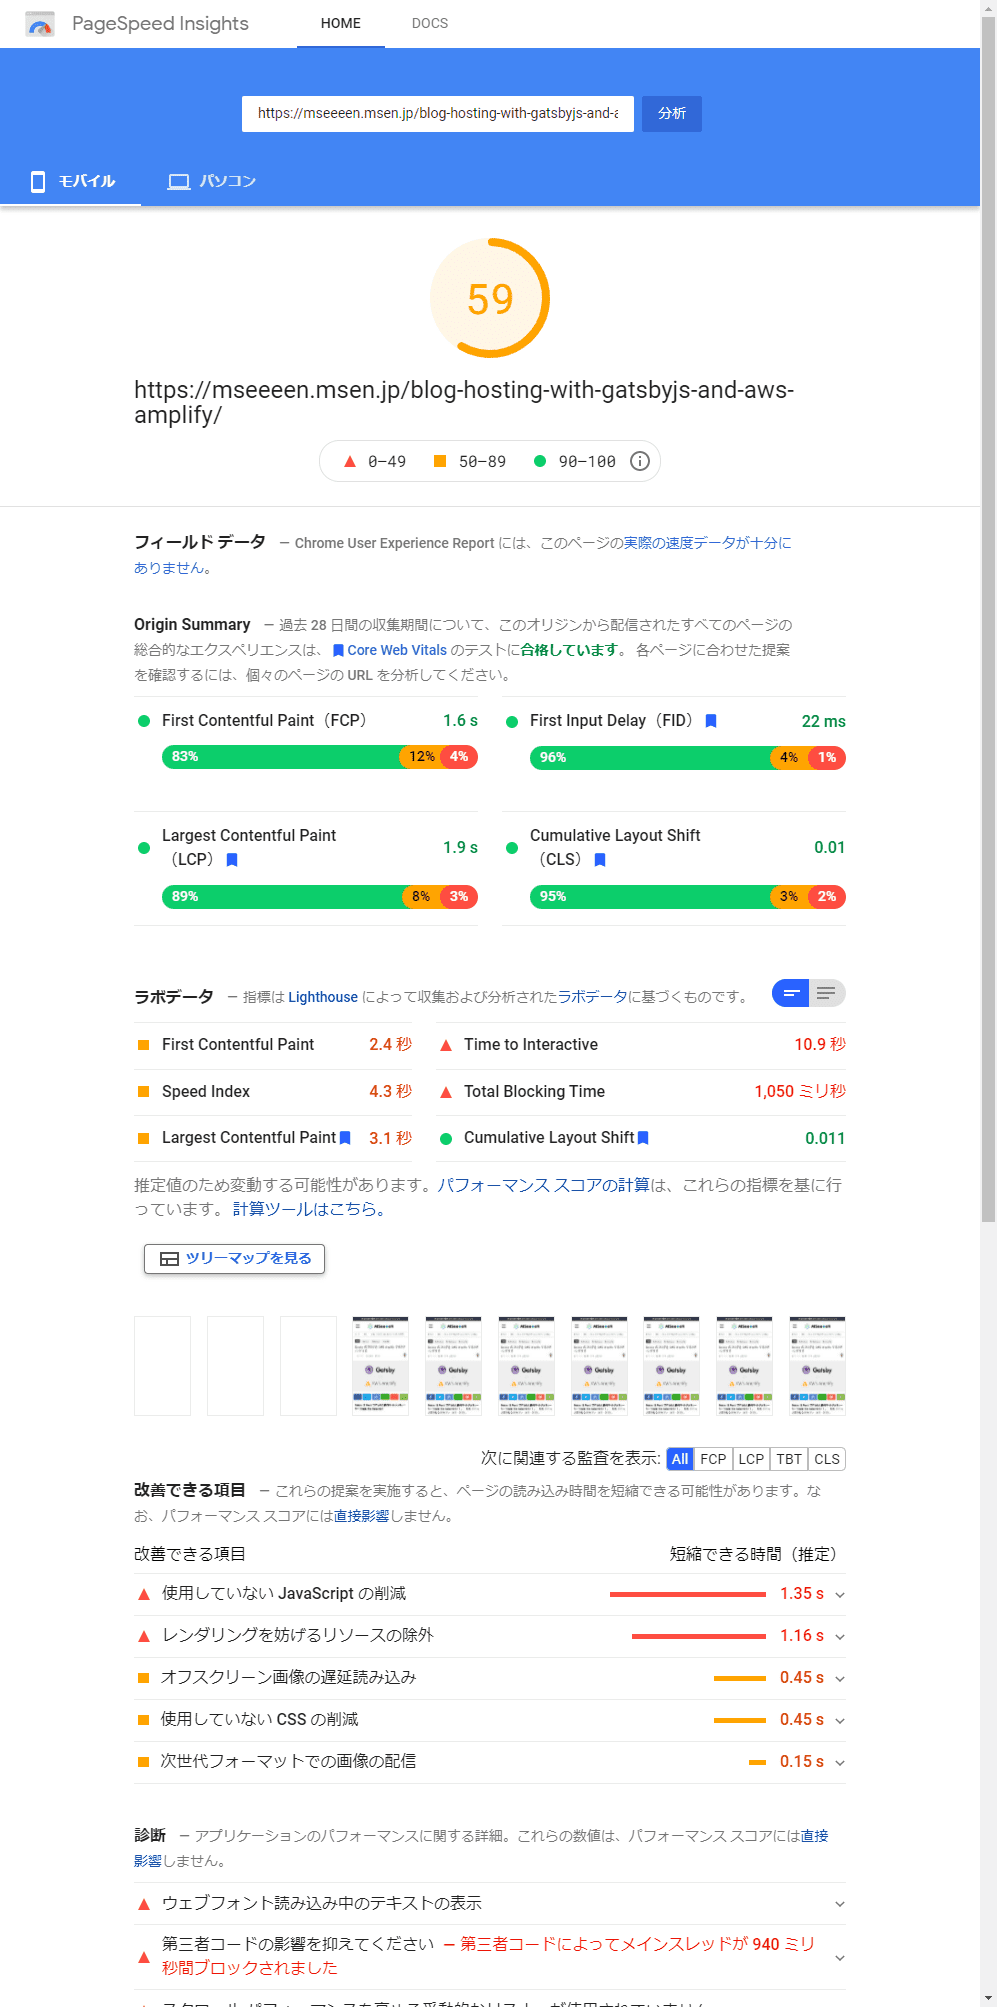 PageSpeed Insights
HOME
DOCS
https://mseeeen.msen.jp/blog-hosting-with-gatsbyjs-and-a
分析
モバイル
パソコン
59
https://mseeeen.msen.jp/blog-hosting-with-gatsbyjs-and-aws-
amplify/
0–49
50–89
90–100
フィールド データ — Chrome User Experience Report には、このページの実際の速度データが十分に
ありません。
Origin Summary — 過去 28 日間の収集期間について、このオリジンから配信されたすべてのページの
総合的なエクスペリエンスは、 Core Web Vitals のテストに合格しています。 各ページに合わせた提案
を確認するには、個々のページの URL を分析してください。
First Contentful Paint（FCP） 1.6 s
83% 12% 4%
First Input Delay（FID） 22 ms
96% 4% 1%
Largest Contentful Paint
（LCP） 1.9 s
89% 8% 3%
Cumulative Layout Shift
（CLS） 0.01
95% 3% 2%
ラボデータ — 指標は Lighthouse によって収集および分析されたラボデータに基づくものです。
First Contentful Paint 2.4 秒
Time to Interactive 10.9 秒
Speed Index 4.3 秒
Total Blocking Time 1,050 ミリ秒
Largest Contentful Paint 3.1 秒
Cumulative Layout Shift 0.011
推定値のため変動する可能性があります。パフォーマンス スコアの計算は、これらの指標を基に行
っています。 計算ツールはこちら。
ツリーマップを見る
Gatsby Gatsby Gatsby Gatsby Gatsby Gatsby Gatsby
次に関連する監査を表示: All FCP LCP TBT CLS
改善できる項目 — これらの提案を実施すると、ページの読み込み時間を短縮できる可能性があります。な
お、パフォーマンス スコアには直接影響しません。
改善できる項目 短縮できる時間（推定）
使用していない JavaScript の削減 1.35 s
レンダリングを妨げるリソースの除外 1.16 s
オフスクリーン画像の遅延読み込み 0.45 s
使用していない CSS の削減 0.45 s
次世代フォーマットでの画像の配信 0.15 s
診断 — アプリケーションのパフォーマンスに関する詳細。これらの数値は、パフォーマンス スコアには直接
影響しません。
ウェブフォント読み込み中のテキストの表示
第三者コードの影響を抑えてください — 第三者コードによってメインスレッドが 940 ミリ
秒間ブロックされました